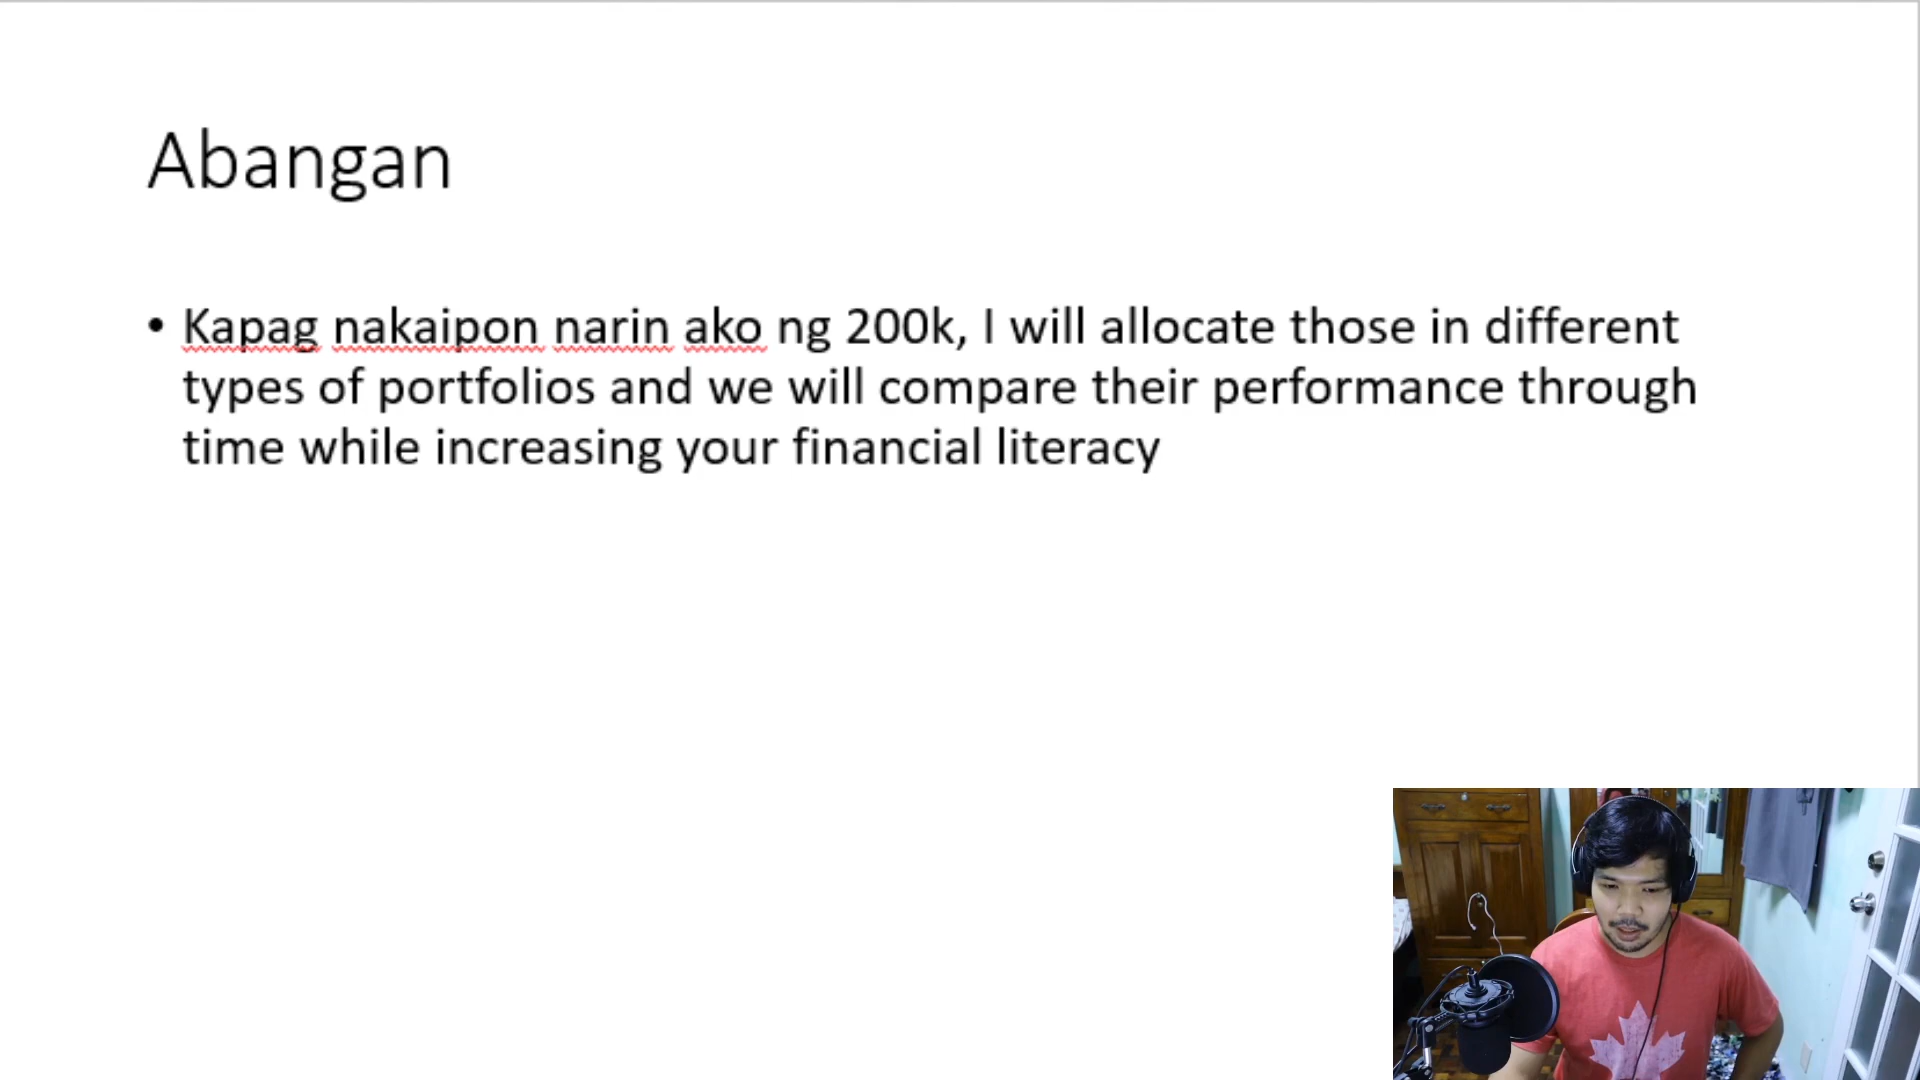 Abangan
• Kapag nakaipon narin ako ng 200k, I will allocate those in different
types of portfolios and we will compare their performance through
time while increasing your financial literacy